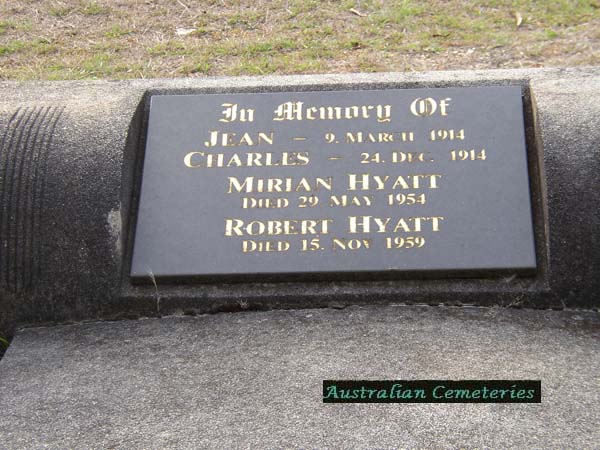 In Memory Of
JEAN – 9. MARCH 1914
CHARLES – 24. DEC. 1914
MIRIAN HYATT
DIED 29 MAY 1954
ROBERT HYATT
DIED 15. NOV 1959
Australian Cemeteries